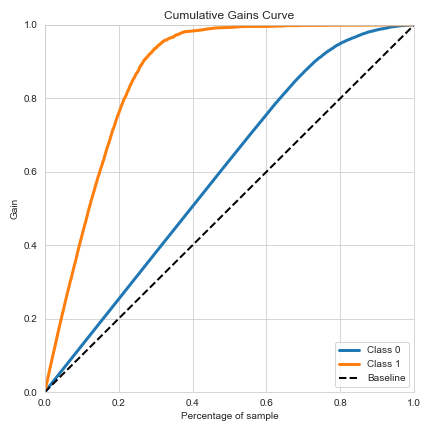 Cumulative Gains Curve
1.0
0.8
0.6
0.4
0.2
0.0
Gain
0.0 0.2 0.4 0.6 0.8 1.0
Percentage of sample
Class 0
Class 1
Baseline